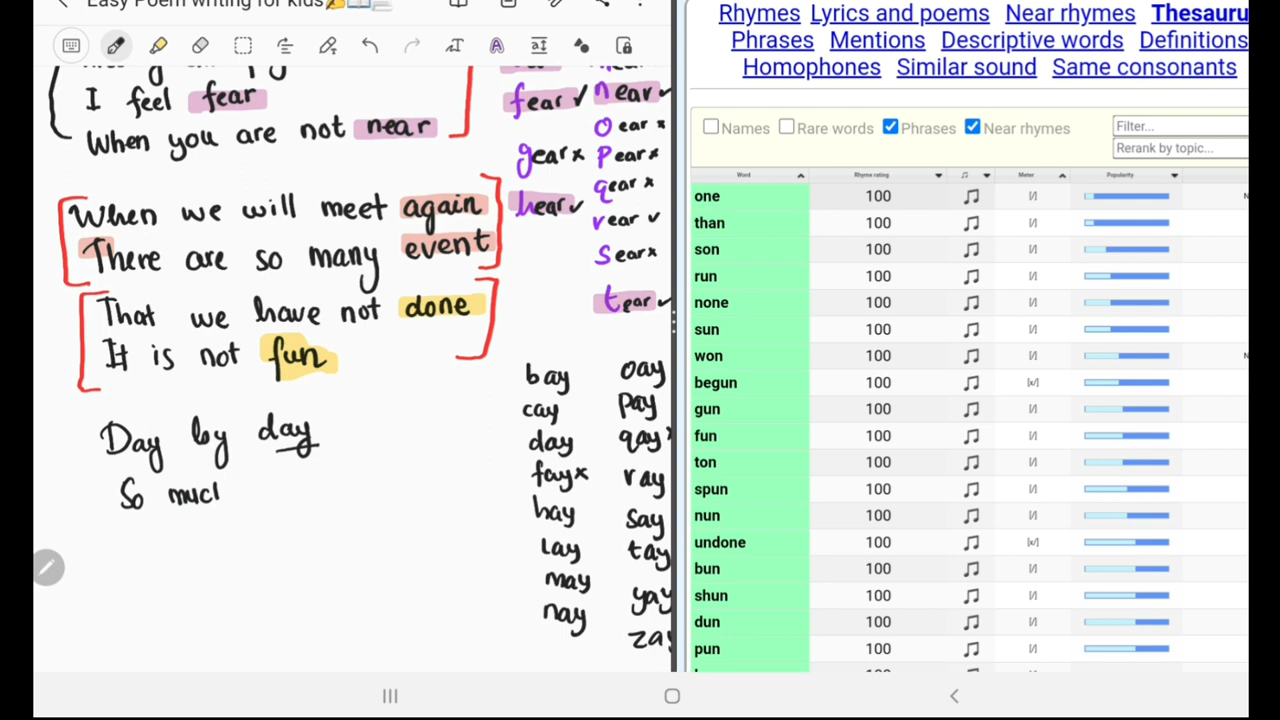 Easy Poem writing for kids✍📖📃
I feel fear
When you are not near
When we will meet again
There are so many event
That we have not done
It is not fun
Day by day
So mucl
fear ✓
gear x
hear ✓
near ✓
o ear x
pear x
qear x
rear ✓
sear x
tear ✓
bay
cay
day
fay x
hay
lay
may
nay
oay
pay
qay x
ray
say
tay
yay
zay
Rhymes Lyrics and poems Near rhymes Thesauru
Phrases Mentions Descriptive words Definitions
Homophones Similar sound Same consonants
Names Rare words Phrases Near rhymes Filter...
Rerank by topic...
Word Rhyme rating Meter Popularity
one 100 [/]
than 100 [/]
son 100 [/]
run 100 [/]
none 100 [/]
sun 100 [/]
won 100 [/]
begun 100 [x/]
gun 100 [/]
fun 100 [/]
ton 100 [/]
spun 100 [/]
nun 100 [/]
undone 100 [x/]
bun 100 [/]
shun 100 [/]
dun 100 [/]
pun 100 [/]